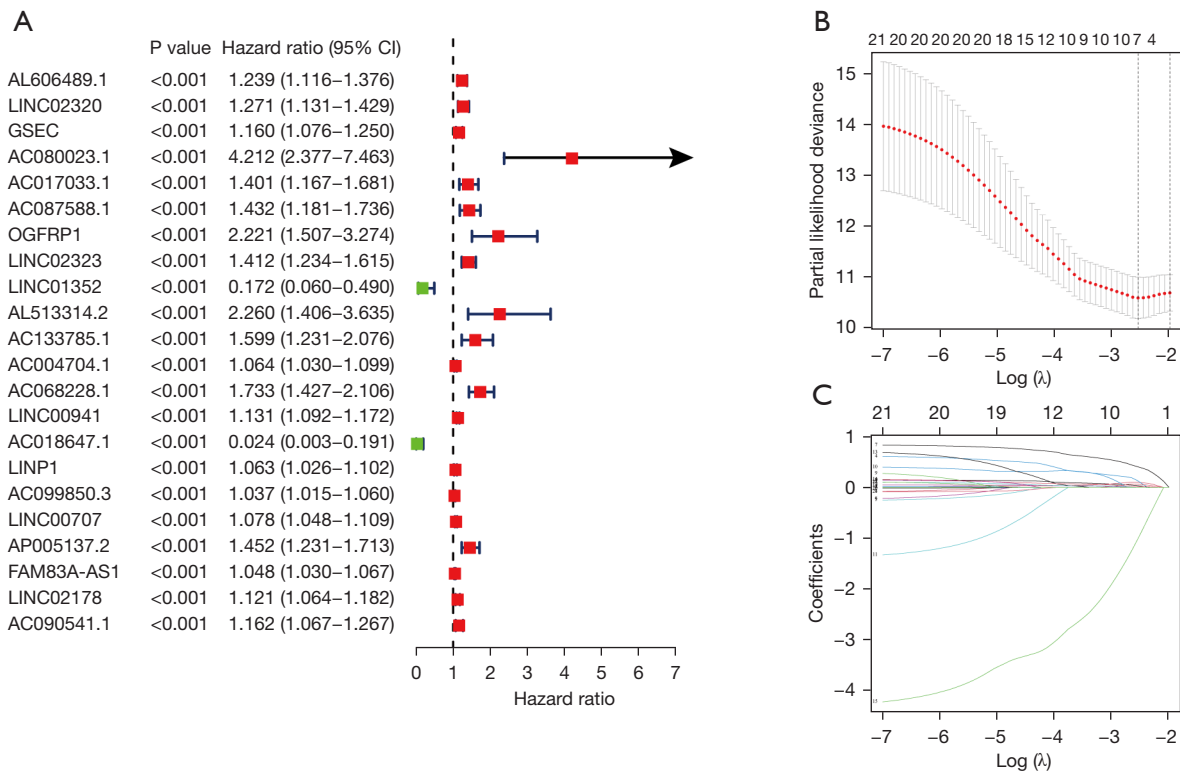 A
P value Hazard ratio (95% CI)
AL606489.1 <0.001 1.239 (1.116–1.376)
LINC02320 <0.001 1.271 (1.131–1.429)
GSEC <0.001 1.160 (1.076–1.250)
AC080023.1 <0.001 4.212 (2.377–7.463)
AC017033.1 <0.001 1.401 (1.167–1.681)
AC087588.1 <0.001 1.432 (1.181–1.736)
OGFRP1 <0.001 2.221 (1.507–3.274)
LINC02323 <0.001 1.412 (1.234–1.615)
LINC01352 <0.001 0.172 (0.060–0.490)
AL513314.2 <0.001 2.260 (1.406–3.635)
AC133785.1 <0.001 1.599 (1.231–2.076)
AC004704.1 <0.001 1.064 (1.030–1.099)
AC068228.1 <0.001 1.733 (1.427–2.106)
LINC00941 <0.001 1.131 (1.092–1.172)
AC018647.1 <0.001 0.024 (0.003–0.191)
LINP1 <0.001 1.063 (1.026–1.102)
AC099850.3 <0.001 1.037 (1.015–1.060)
LINC00707 <0.001 1.078 (1.048–1.109)
AP005137.2 <0.001 1.452 (1.231–1.713)
FAM83A-AS1 <0.001 1.048 (1.030–1.067)
LINC02178 <0.001 1.121 (1.064–1.182)
AC090541.1 <0.001 1.162 (1.067–1.267)
0 1 2 3 4 5 6 7
Hazard ratio
B
21 20 20 20 20 20 20 18 15 12 10 9 10 10 7 4
Partial likelihood deviance
15
14
13
12
11
10
−7 −6 −5 −4 −3 −2
Log (λ)
C
21 20 19 12 10 1
Coefficients
1
0
−1
−2
−3
−4
−7 −6 −5 −4 −3 −2
Log (λ)